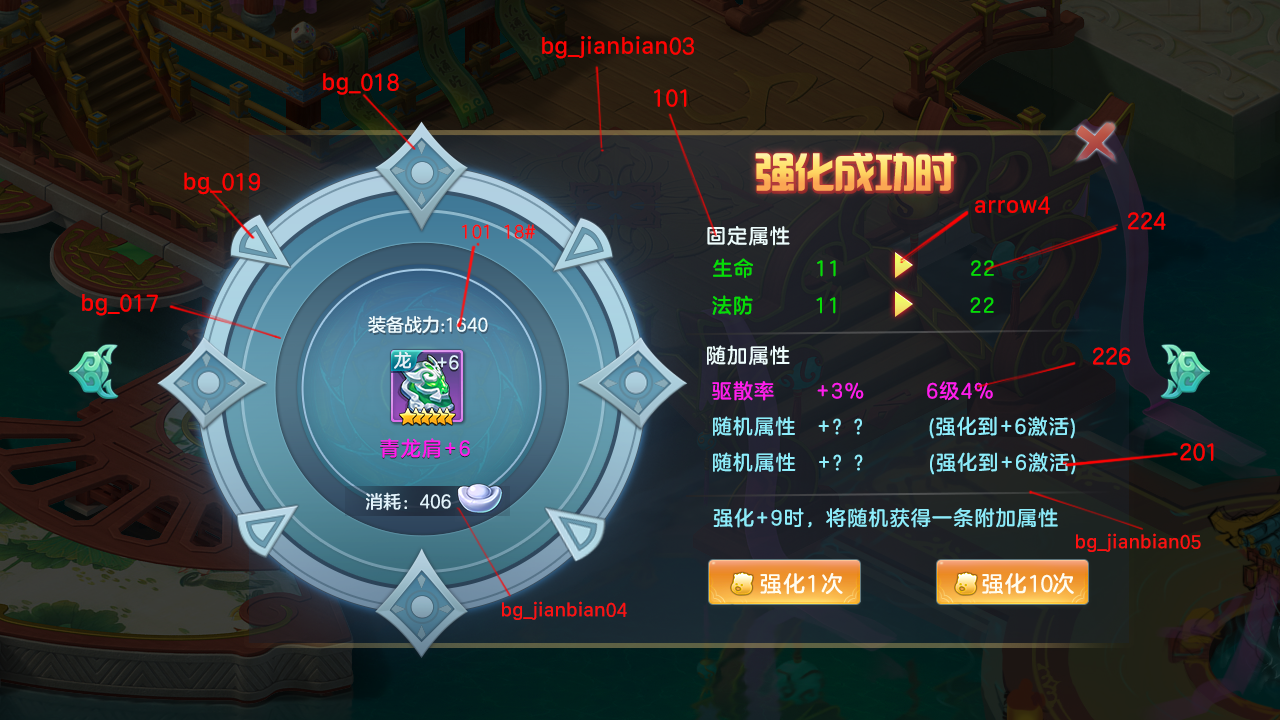 bg_jianbian03
bg_018
101
bg_019
强化成功时
arrow4
224
101 18#
固定属性
生命 11 22
法防 11 22
bg_017
装备战力:1640
龙 +6
青龙肩+6
消耗: 406
随加属性
226
驱散率 +3% 6级4%
随机属性 +? ? (强化到+6激活)
随机属性 +? ? (强化到+6激活)
201
强化+9时，将随机获得一条附加属性
bg_jianbian05
强化1次
强化10次
bg_jianbian04